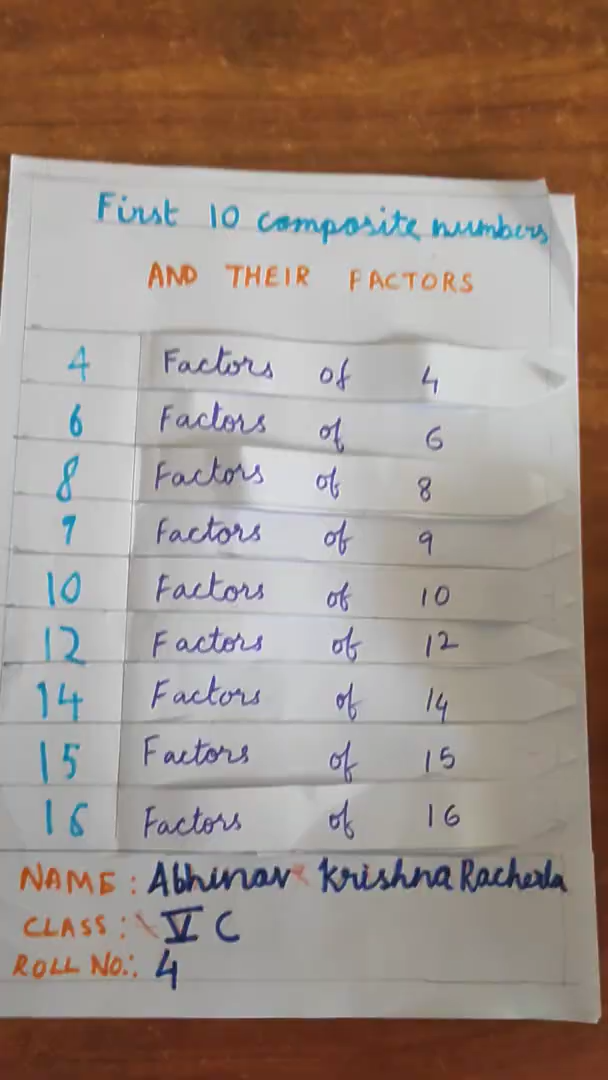 First 10 composite numbers
AND THEIR FACTORS
4 Factors of 4
6 Factors of 6
8 Factors of 8
9 Factors of 9
10 Factors of 10
12 Factors of 12
14 Factors of 14
15 Factors of 15
16 Factors of 16
NAME: Abhinav Krishna Racherla
CLASS: V C
ROLL No.: 4